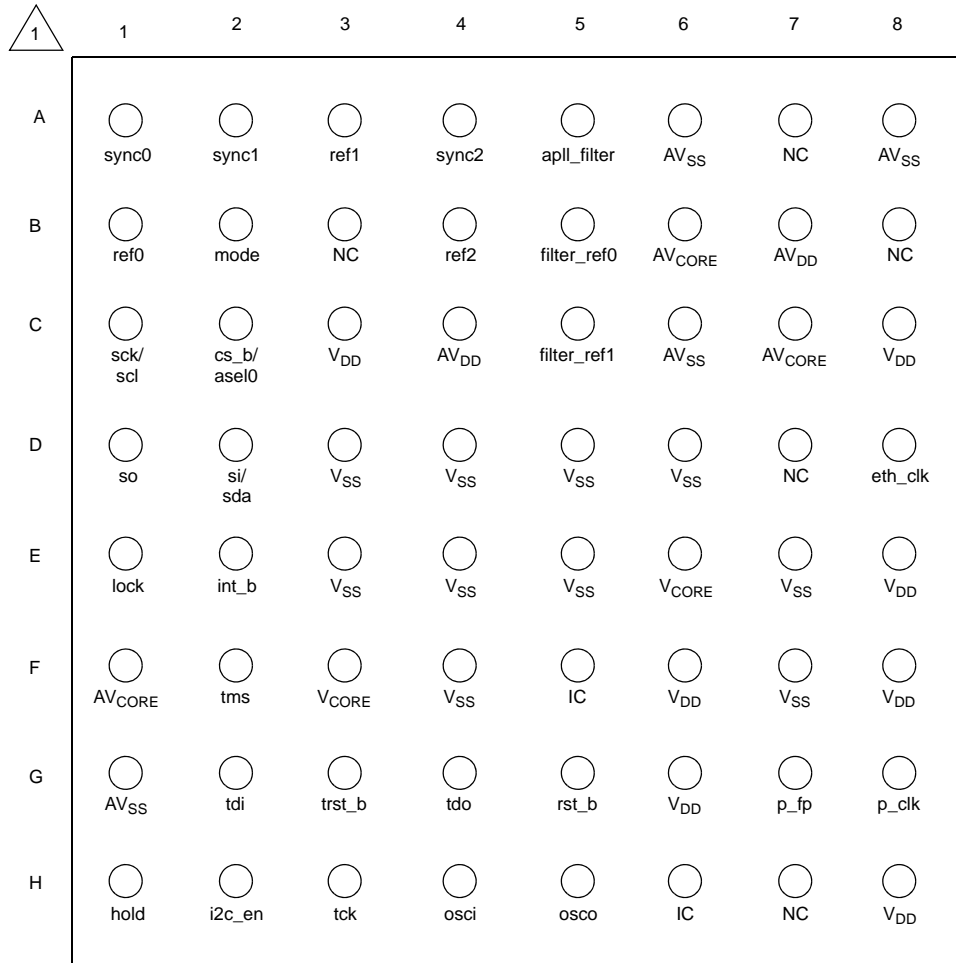 1 1 2 3 4 5 6 7 8
A
sync0 sync1 ref1 sync2 apll_filter AVSS NC AVSS
B
ref0 mode NC ref2 filter_ref0 AVCORE AVDD NC
C
sck/ cs_b/ VDD AVDD filter_ref1 AVSS AVCORE VDD
scl asel0
D
so si/ VSS VSS VSS VSS NC eth_clk
sda
E
lock int_b VSS VSS VSS VCORE VSS VDD
F
AVCORE tms VCORE VSS IC VDD VSS VDD
G
AVSS tdi trst_b tdo rst_b VDD p_fp p_clk
H
hold i2c_en tck osci osco IC NC VDD